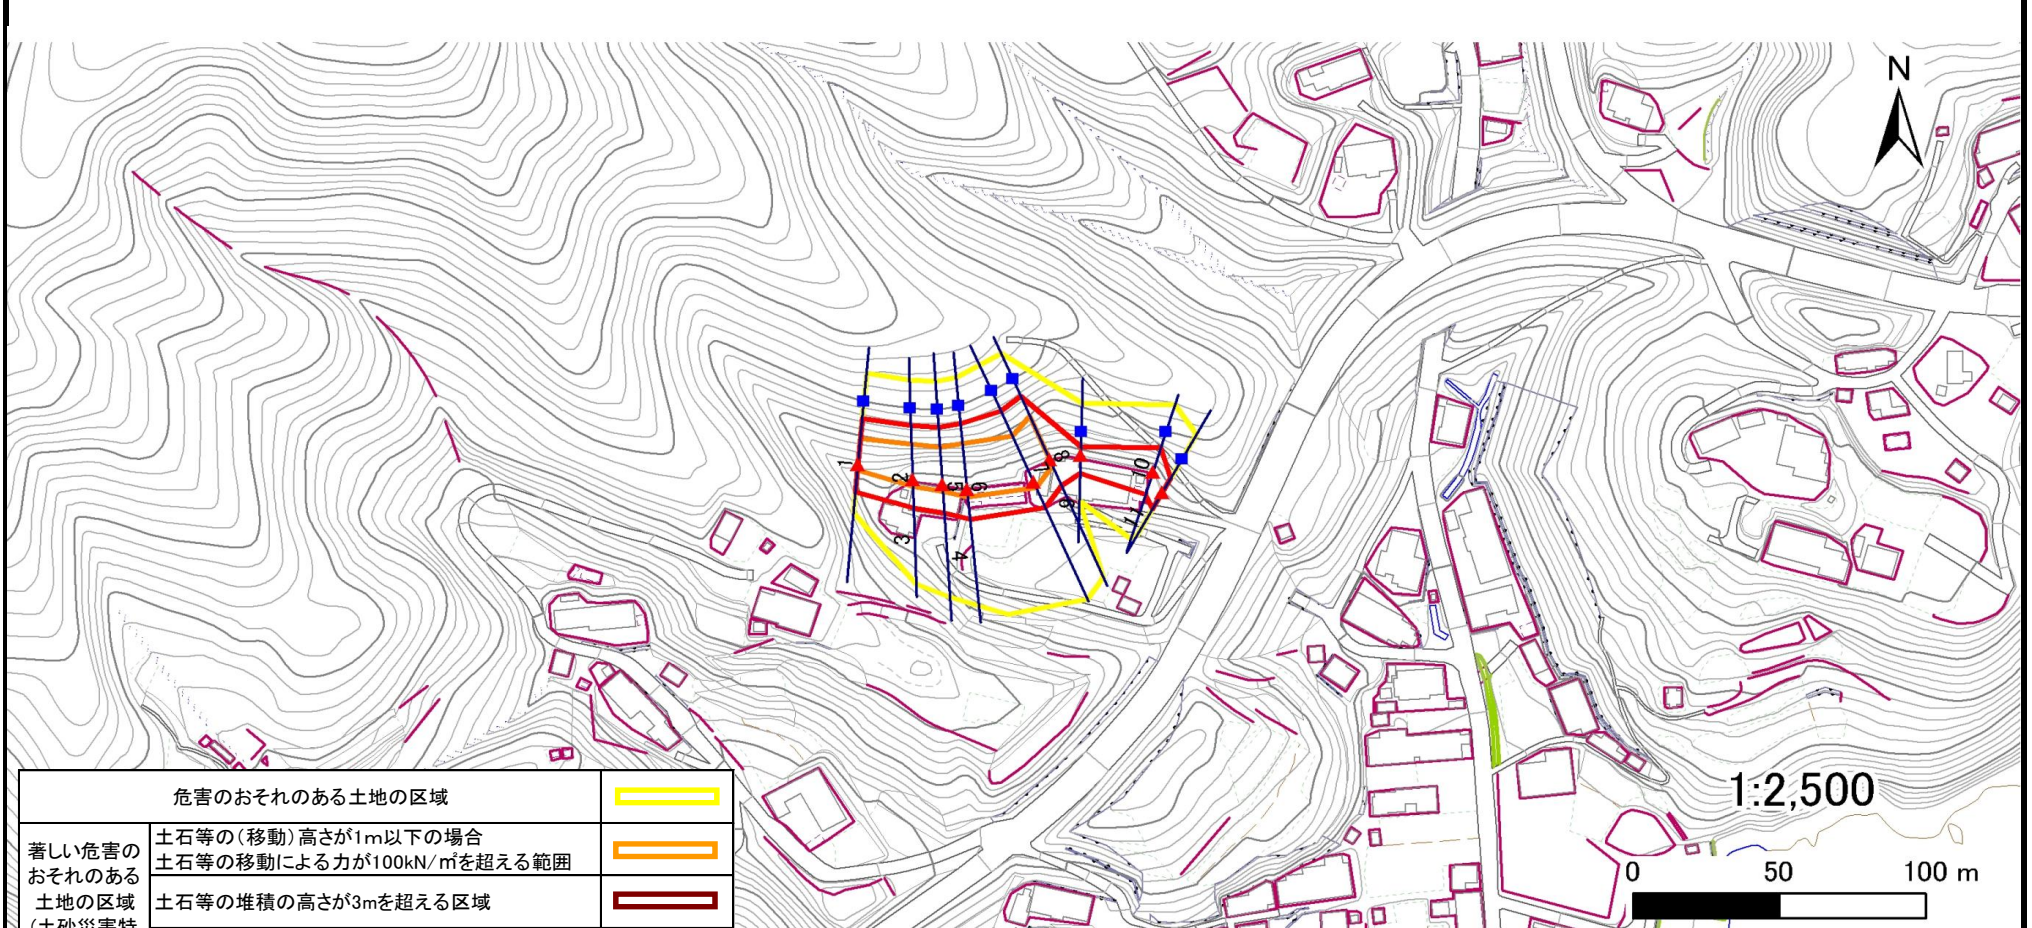 N
1
2
3
4
5
6
7
8
9
10
11
1:2,500
0 50 100 m
危害のおそれのある土地の区域
著しい危害の
おそれのある
土地の区域
(土砂災害特
土石等の(移動)高さが1m以下の場合
土石等の移動による力が100kN/㎡を超える範囲
土石等の堆積の高さが3mを超える区域